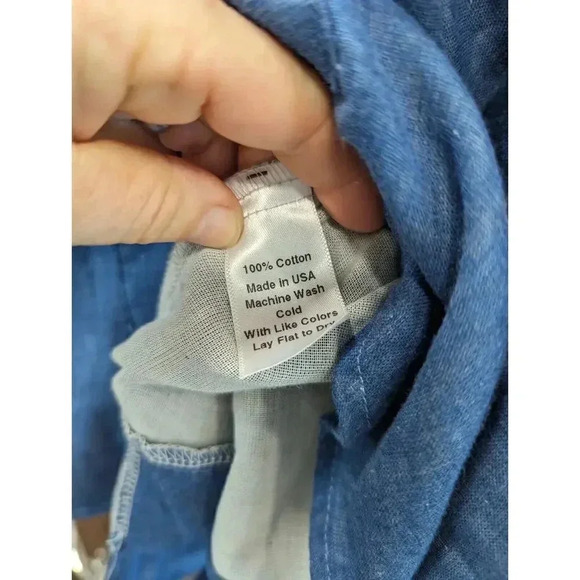 100% Cotton
Made in USA
Machine Wash
Cold
With Like Colors
Lay Flat to Dry